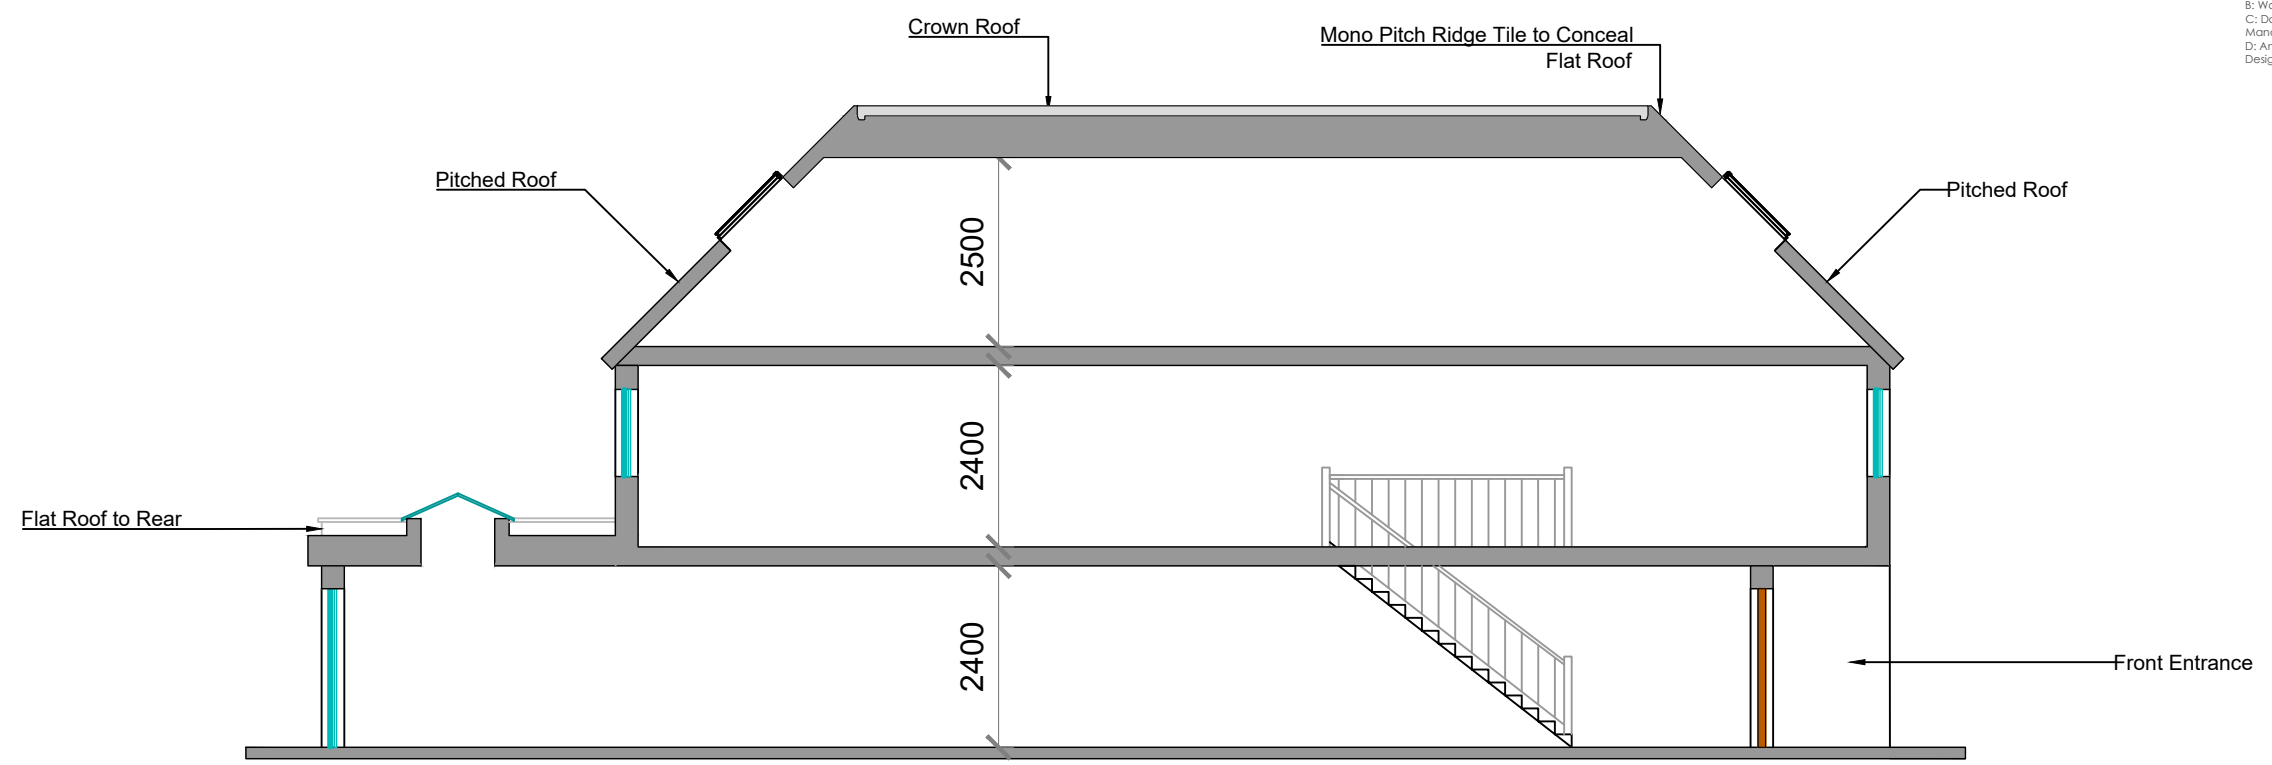 B:
C:
Crown Roof
Mono Pitch Ridge Tile to Conceal
Flat Roof
D:
Pitched Roof
Pitched Roof
2500
2400
Flat Roof to Rear
2400
Front Entrance